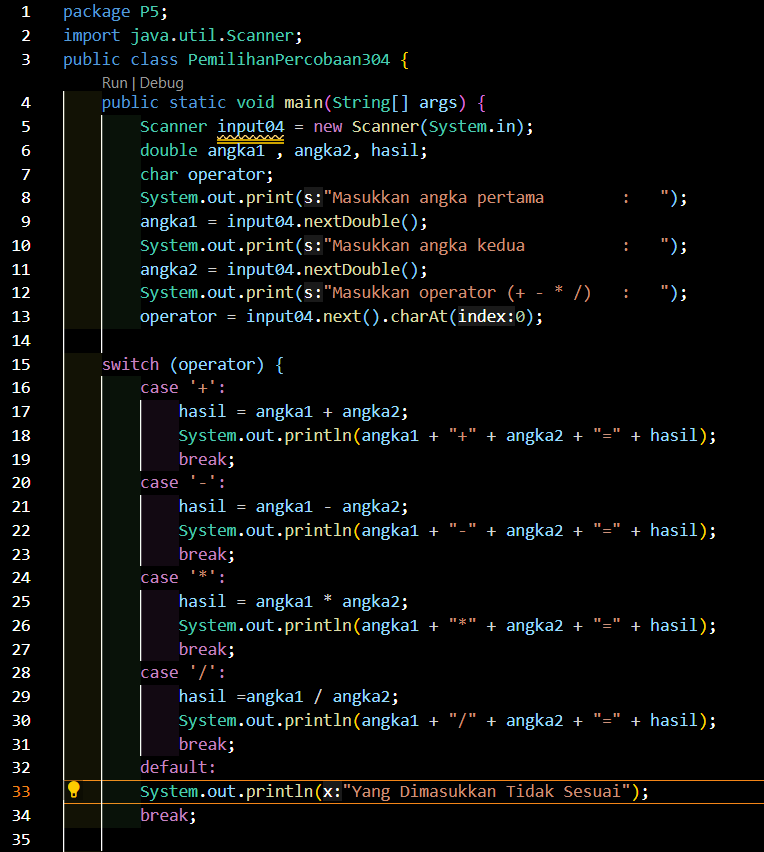 1 package P5;
2 import java.util.Scanner;
3 public class PemilihanPercobaan304 {
Run | Debug
4 public static void main(String[] args) {
5 Scanner input04 = new Scanner(System.in);
6 double angka1 , angka2, hasil;
7 char operator;
8 System.out.print(s:"Masukkan angka pertama        :   ");
9 angka1 = input04.nextDouble();
10 System.out.print(s:"Masukkan angka kedua          :   ");
11 angka2 = input04.nextDouble();
12 System.out.print(s:"Masukkan operator (+ - * /)   :   ");
13 operator = input04.next().charAt(index:0);
14
15 switch (operator) {
16 case '+':
17 hasil = angka1 + angka2;
18 System.out.println(angka1 + "+" + angka2 + "=" + hasil);
19 break;
20 case '-':
21 hasil = angka1 - angka2;
22 System.out.println(angka1 + "-" + angka2 + "=" + hasil);
23 break;
24 case '*':
25 hasil = angka1 * angka2;
26 System.out.println(angka1 + "*" + angka2 + "=" + hasil);
27 break;
28 case '/':
29 hasil =angka1 / angka2;
30 System.out.println(angka1 + "/" + angka2 + "=" + hasil);
31 break;
32 default:
33 System.out.println(x:"Yang Dimasukkan Tidak Sesuai");
34 break;
35